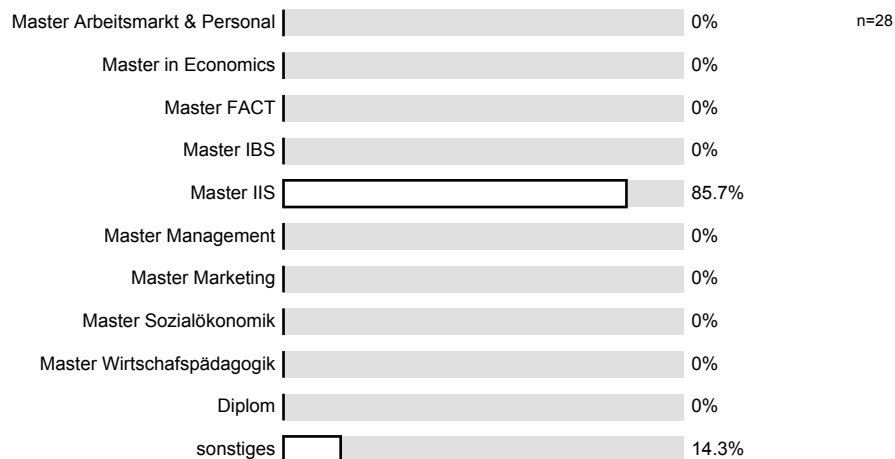 Master Arbeitsmarkt & Personal 0% n=28
Master in Economics 0%
Master FACT 0%
Master IBS 0%
Master IIS 85.7%
Master Management 0%
Master Marketing 0%
Master Sozialökonomik 0%
Master Wirtschafspädagogik 0%
Diplom 0%
sonstiges 14.3%